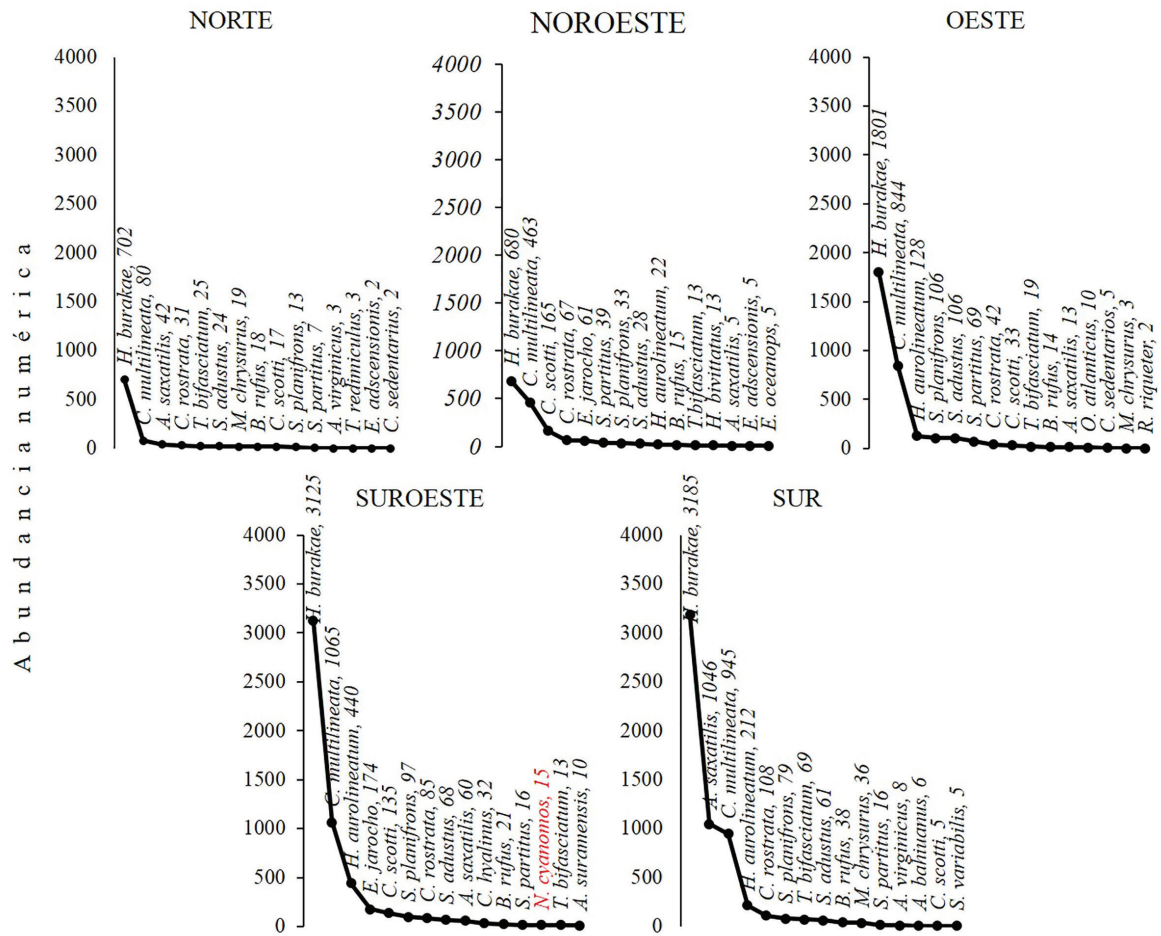 NORTE
NOROESTE
OESTE
Abundancia numérica
4000
3500
3000
2500
2000
1500
1000
500
0
H. burakae, 702
C. multilineata, 80
A. saxatilis, 42
C. rostrata, 31
T. bifasciatum, 25
S. adustus, 24
M. chrysurus, 19
B. rufus, 18
C. scotti, 17
S. planifrons, 13
S. partitus, 7
A. virginicus, 3
T. rediniculus, 3
E. adscensionis, 2
C. sedentarius, 2
4000
3500
4000
2500
2000
1500
1000
500
0
H. burakae, 680
C. multilineata, 463
C. scotti, 165
C. rostrata, 67
E. jarocho, 61
S. partitus, 39
S. planifrons, 33
S. adustus, 28
H. aurolineatum, 22
B. rufus, 15
T.bifasciatum, 13
H. bivittatus, 13
A. saxatilis, 5
E. adscensionis, 5
E. oceanops, 5
4000
3500
3000
2500
2000
1500
1000
500
0
H. burakae, 1801
C. multilineata, 844
H. aurolineatum, 128
S. planifrons, 106
S. adustus, 106
S. partitus, 69
C. rostrata, 42
C. scotti, 33
T. bifasciatum, 19
B. rufus, 14
A. saxatilis, 13
O. atlanticus, 10
C. sedentarios, 5
M. chrysurus, 3
R. riqueter, 2
SUROESTE
SUR
4000
3500
3000
2500
2000
1500
1000
500
0
H. burakae, 3125
C. multilineata, 1065
H. aurolineatum, 440
E. jarocho, 174
C. scotti, 135
S. planifrons, 97
C. rostrata, 85
S. adustus, 68
A. saxatilis, 60
C. hyalinus, 32
B. rufus, 21
S. partitus, 16
N. cyanomos, 15
T. bifasciatum, 13
A. suramensis, 10
4000
3500
3000
2500
2000
1500
1000
500
0
H. burakae, 3185
A. saxatilis, 1046
C. multilineata, 945
H. aurolineatum, 212
C. rostrata, 108
S. planifrons, 79
T. bifasciatum, 69
S. adustus, 61
B. rufus, 38
M. chrysurus, 36
S. partitus, 16
A. virginicus, 8
A. bahiuanus, 6
C. scotti, 5
S. variabilis, 5